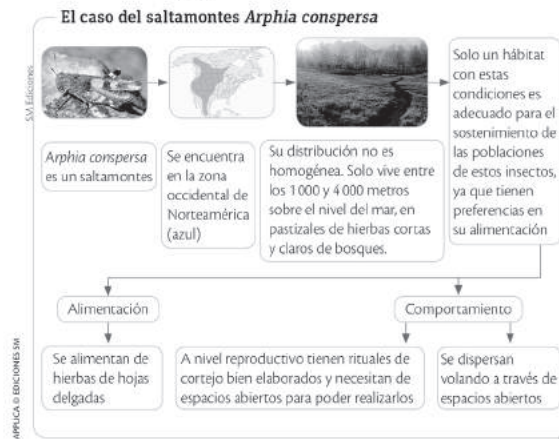 El caso del saltamontes Arphia conspersa
SM Ediciones
Arphia conspersa
es un saltamontes
Se encuentra
en la zona
occidental de
Norteamérica
(azul)
Su distribución no es
homogénea. Solo vive entre
los 1 000 y 4 000 metros
sobre el nivel del mar, en
pastizales de hierbas cortas
y claros de bosques.
Solo un hábitat
con estas
condiciones es
adecuado para el
sostenimiento de
las poblaciones
de estos insectos,
ya que tienen
preferencias en
su alimentación
Alimentación
Comportamiento
Se alimentan de
hierbas de hojas
delgadas
A nivel reproductivo tienen rituales de
cortejo bien elaborados y necesitan de
espacios abiertos para poder realizarlos
Se dispersan
volando a través de
espacios abiertos
APPLICA © EDICIONES SM